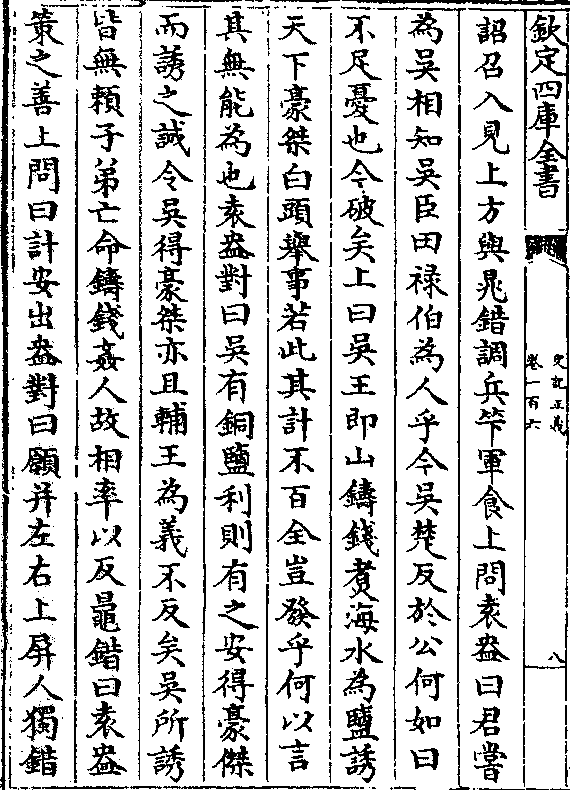 欽定四庫全書
史記正義
卷一百六
八
詔召入見上方與鼂錯調兵筭軍食上問袁盎曰君嘗
為吳相知吳臣田祿伯為人乎今吳楚反於公何如曰
不足憂也今破矣上曰吳王即山鑄錢煑海水為鹽誘
天下豪傑白頭舉事若此其計不百全豈發乎何以言
其無能為也袁盎對曰吳有銅鹽利則有之安得豪傑
而誘之誠令吳得豪傑亦且輔王為義不反矣吳所誘
皆無賴子弟亡命鑄錢姦人故相率以反鼂錯曰袁盎
策之善上問曰計安出盎對曰願屏左右上屏人獨錯